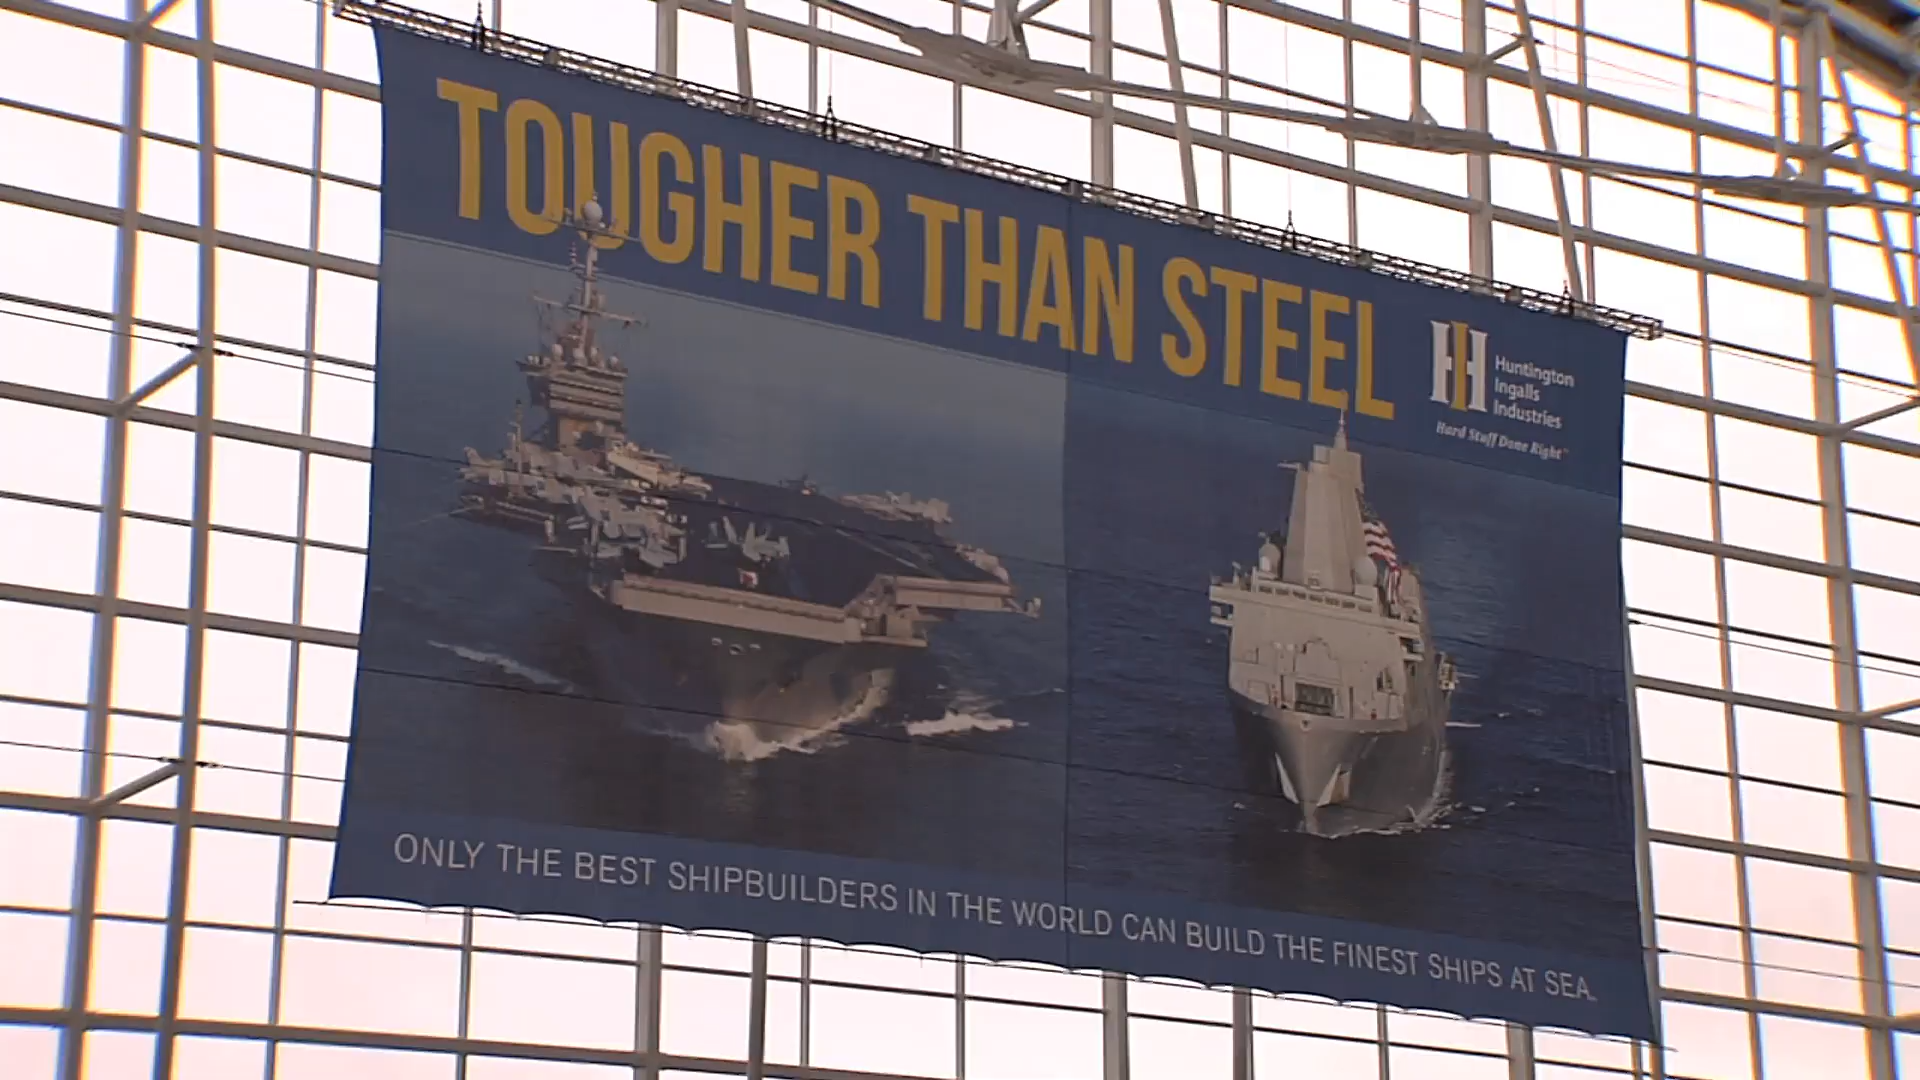 TOUGHER THAN STEEL
Huntington
Ingalls
Industries
Hard Stuff Done Right™
ONLY THE BEST SHIPBUILDERS IN THE WORLD CAN BUILD THE FINEST SHIPS AT SEA.